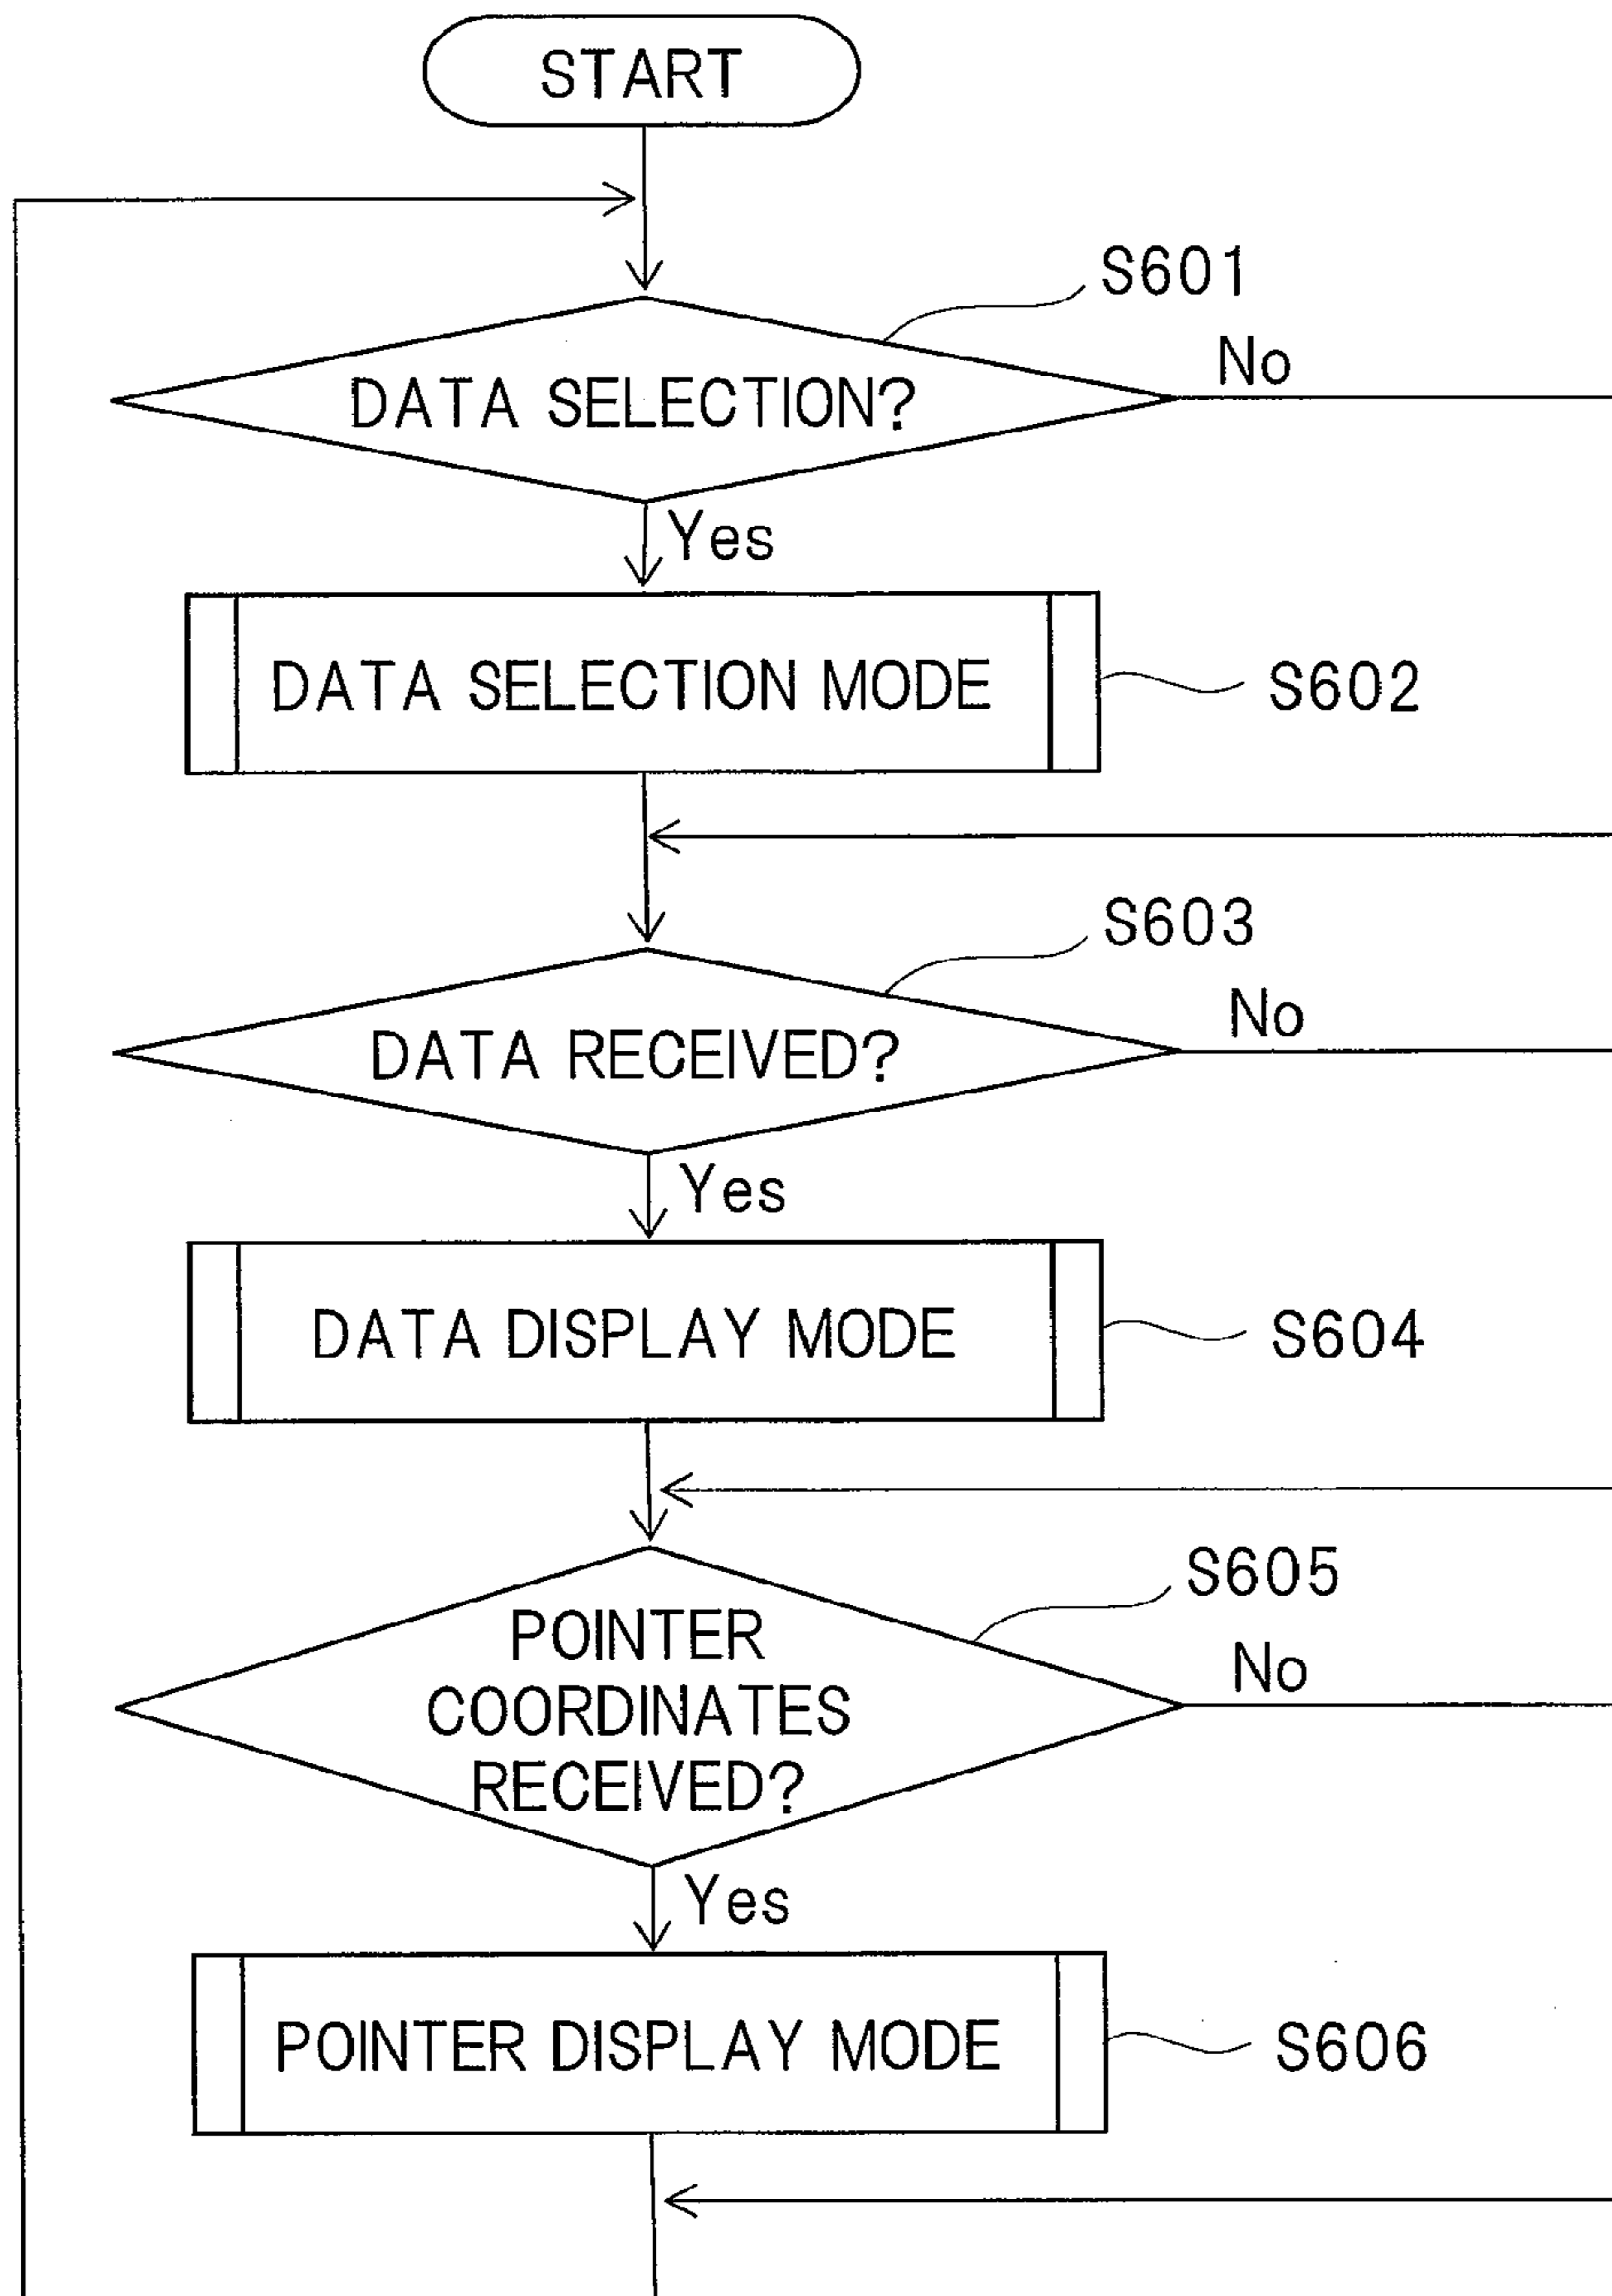 START
S601
DATA SELECTION?
No
Yes
DATA SELECTION MODE
S602
S603
DATA RECEIVED?
No
Yes
DATA DISPLAY MODE
S604
S605
POINTER
COORDINATES
RECEIVED?
No
Yes
POINTER DISPLAY MODE
S606